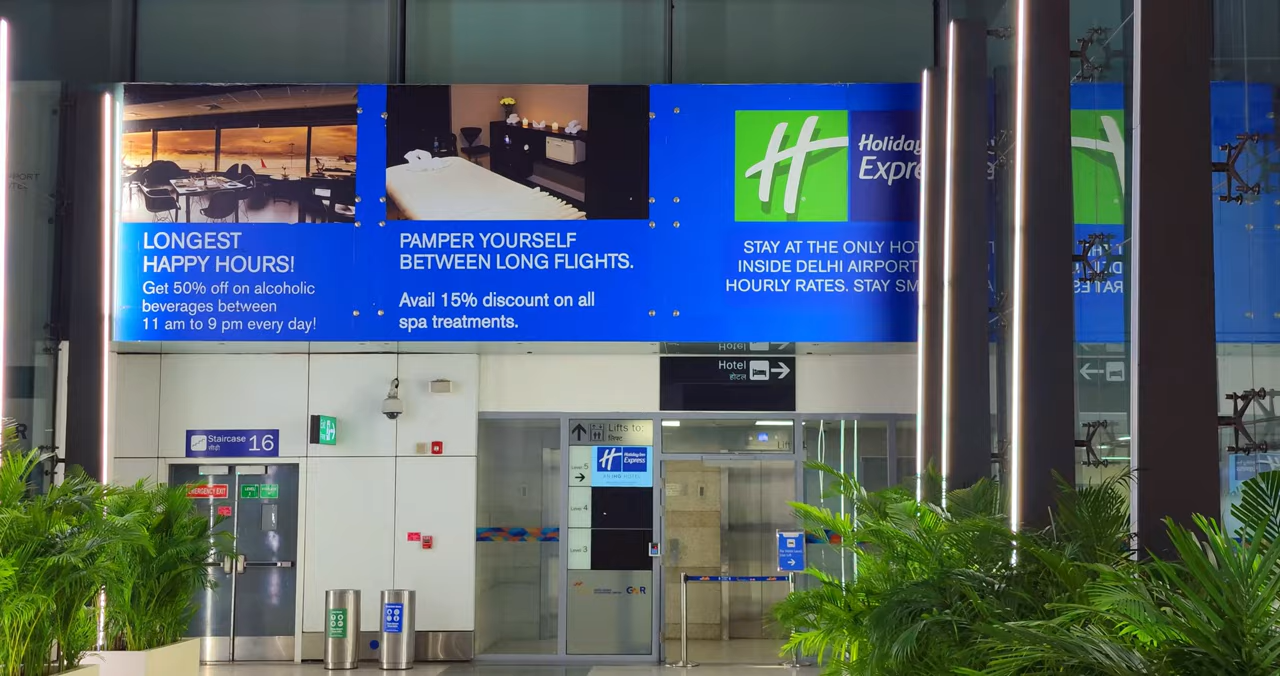 LONGEST
HAPPY HOURS!
Get 50% off on alcoholic
beverages between
11 am to 9 pm every day!
PAMPER YOURSELF
BETWEEN LONG FLIGHTS.
Avail 15% discount on all
spa treatments.
H
Holiday
Expre
STAY AT THE ONLY HOT
INSIDE DELHI AIRPORT
HOURLY RATES. STAY SM
Hotel
होटल
Staircase 16
सीढ़ी
EMERGENCY EXIT
Lifts to:
लिफ्ट
Level 5
H Holiday Inn
Express
Level 4
Level 3
GMR
Lift